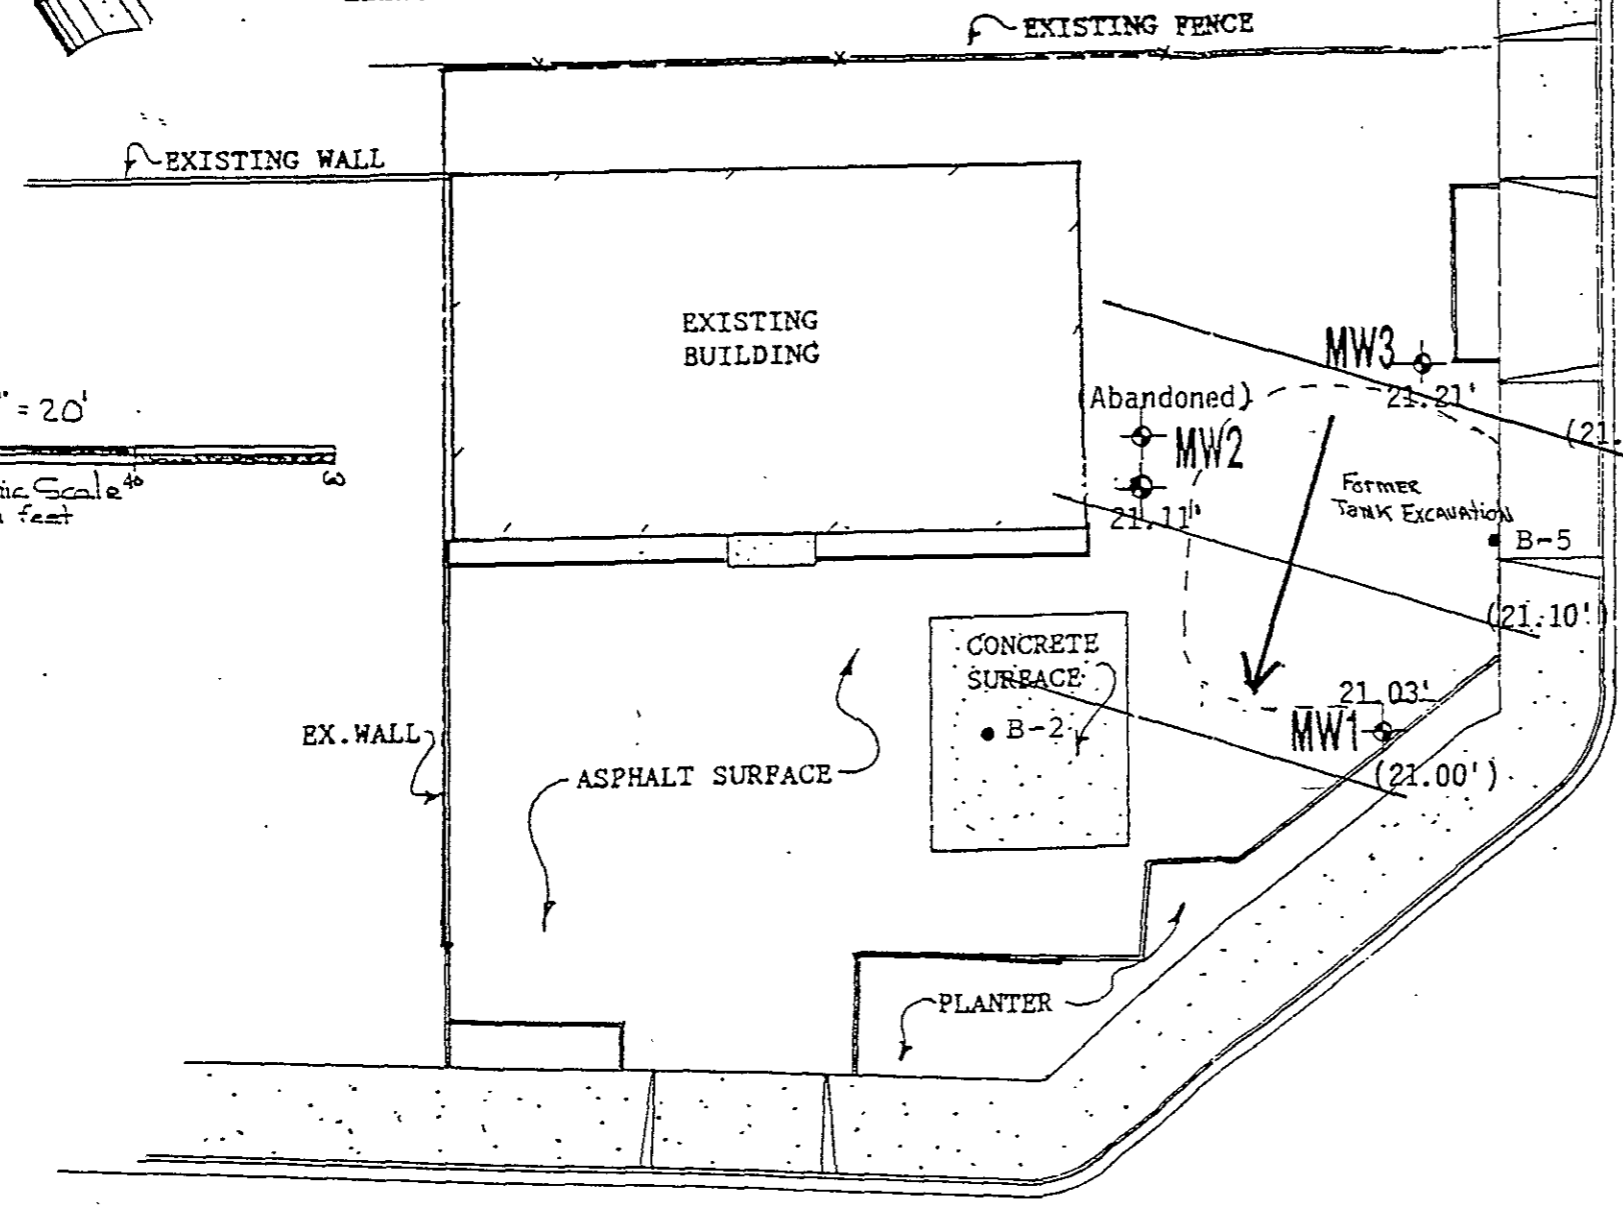 EXISTING FENCE
EXISTING WALL
EXISTING
BUILDING
MW3
21.21'
(Abandoned)
(21.
MW2
= 20'
40
60
Scale
feet
Former
Tank Excavation
21.11'
B-5
(21.10')
CONCRETE
SURFACE
21.03'
B-2
MW1
EX.WALL
ASPHALT SURFACE
(21.00')
PLANTER